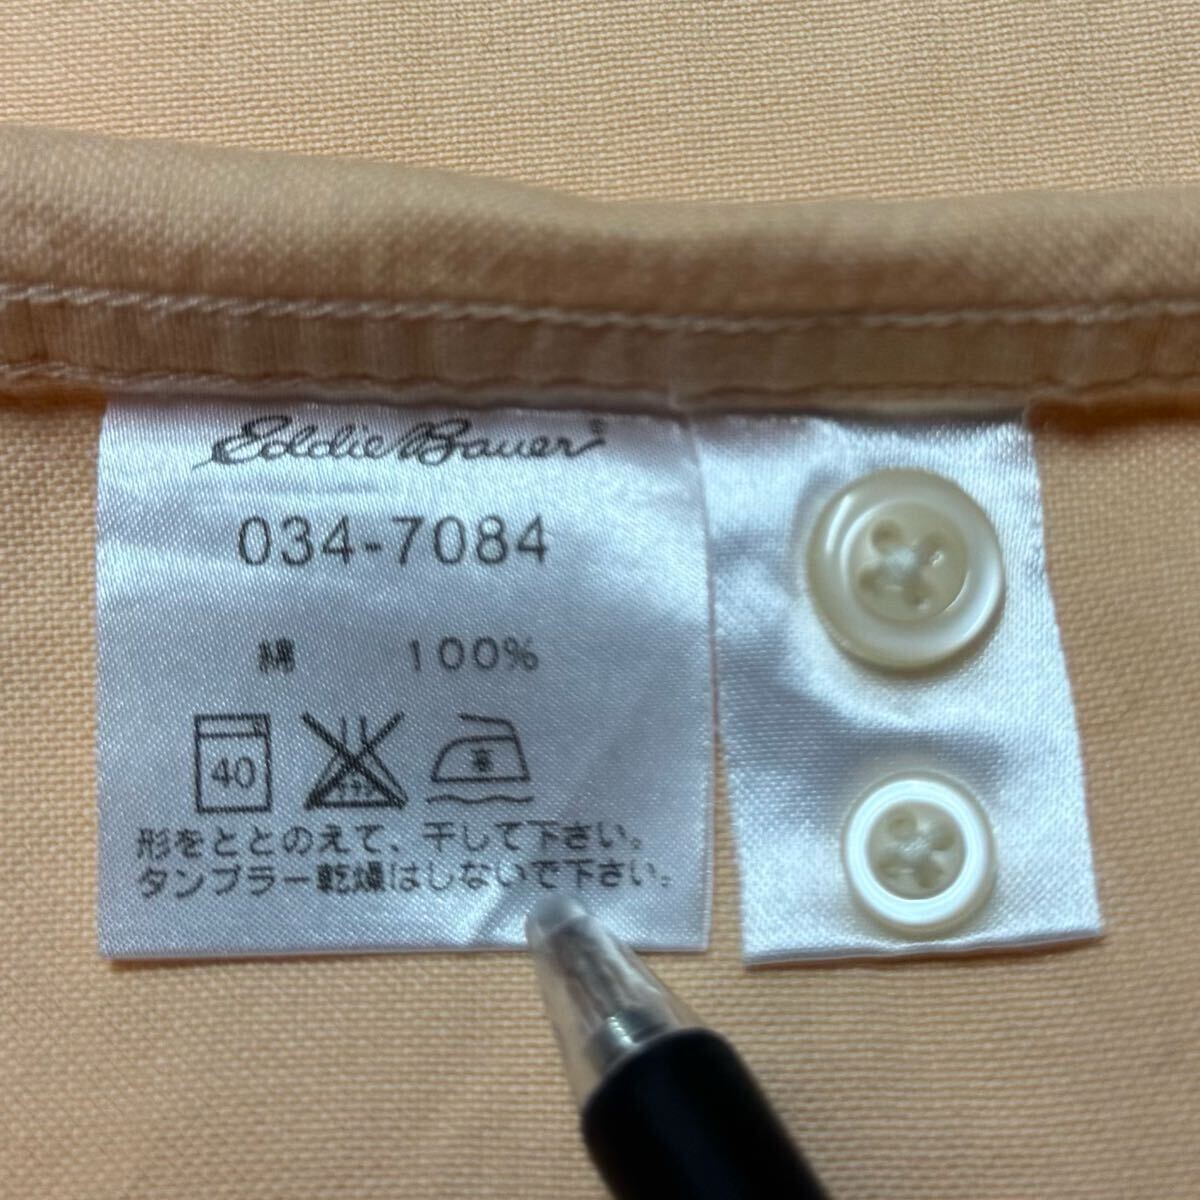 Eddie Bauer®
034-7084
綿 100%
40
形をととのえて、干して下さい。
タンブラー乾燥はしないで下さい。